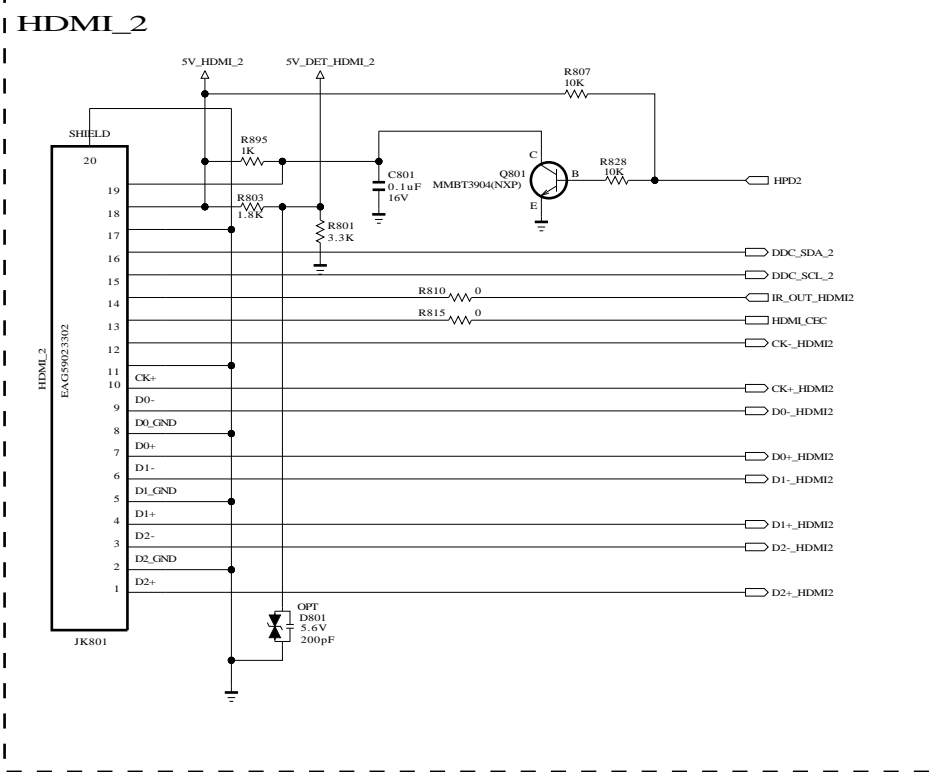 HDMI_2
5V_HDMI_2
5V_DET_HDMI_2
R807
10K
SHIELD
20
R895
1K
C801
0.1uF
16V
C
Q801
MMBT3904(NXP)
B
E
R828
10K
HPD2
19
R803
1.8K
18
R801
3.3K
17
16
DDC_SDA_2
15
DDC_SCL_2
14
R810
0
IR_OUT_HDMI2
13
R815
0
HDMI_CEC
12
CK-_HDMI2
11
HDMI_2
EAG59023302
10
CK+
CK+_HDMI2
9
D0-
D0-_HDMI2
8
D0_GND
7
D0+
D0+_HDMI2
6
D1-
D1-_HDMI2
5
D1_GND
4
D1+
D1+_HDMI2
3
D2-
D2-_HDMI2
2
D2_GND
1
D2+
D2+_HDMI2
OPT
D801
5.6V
200pF
JK801